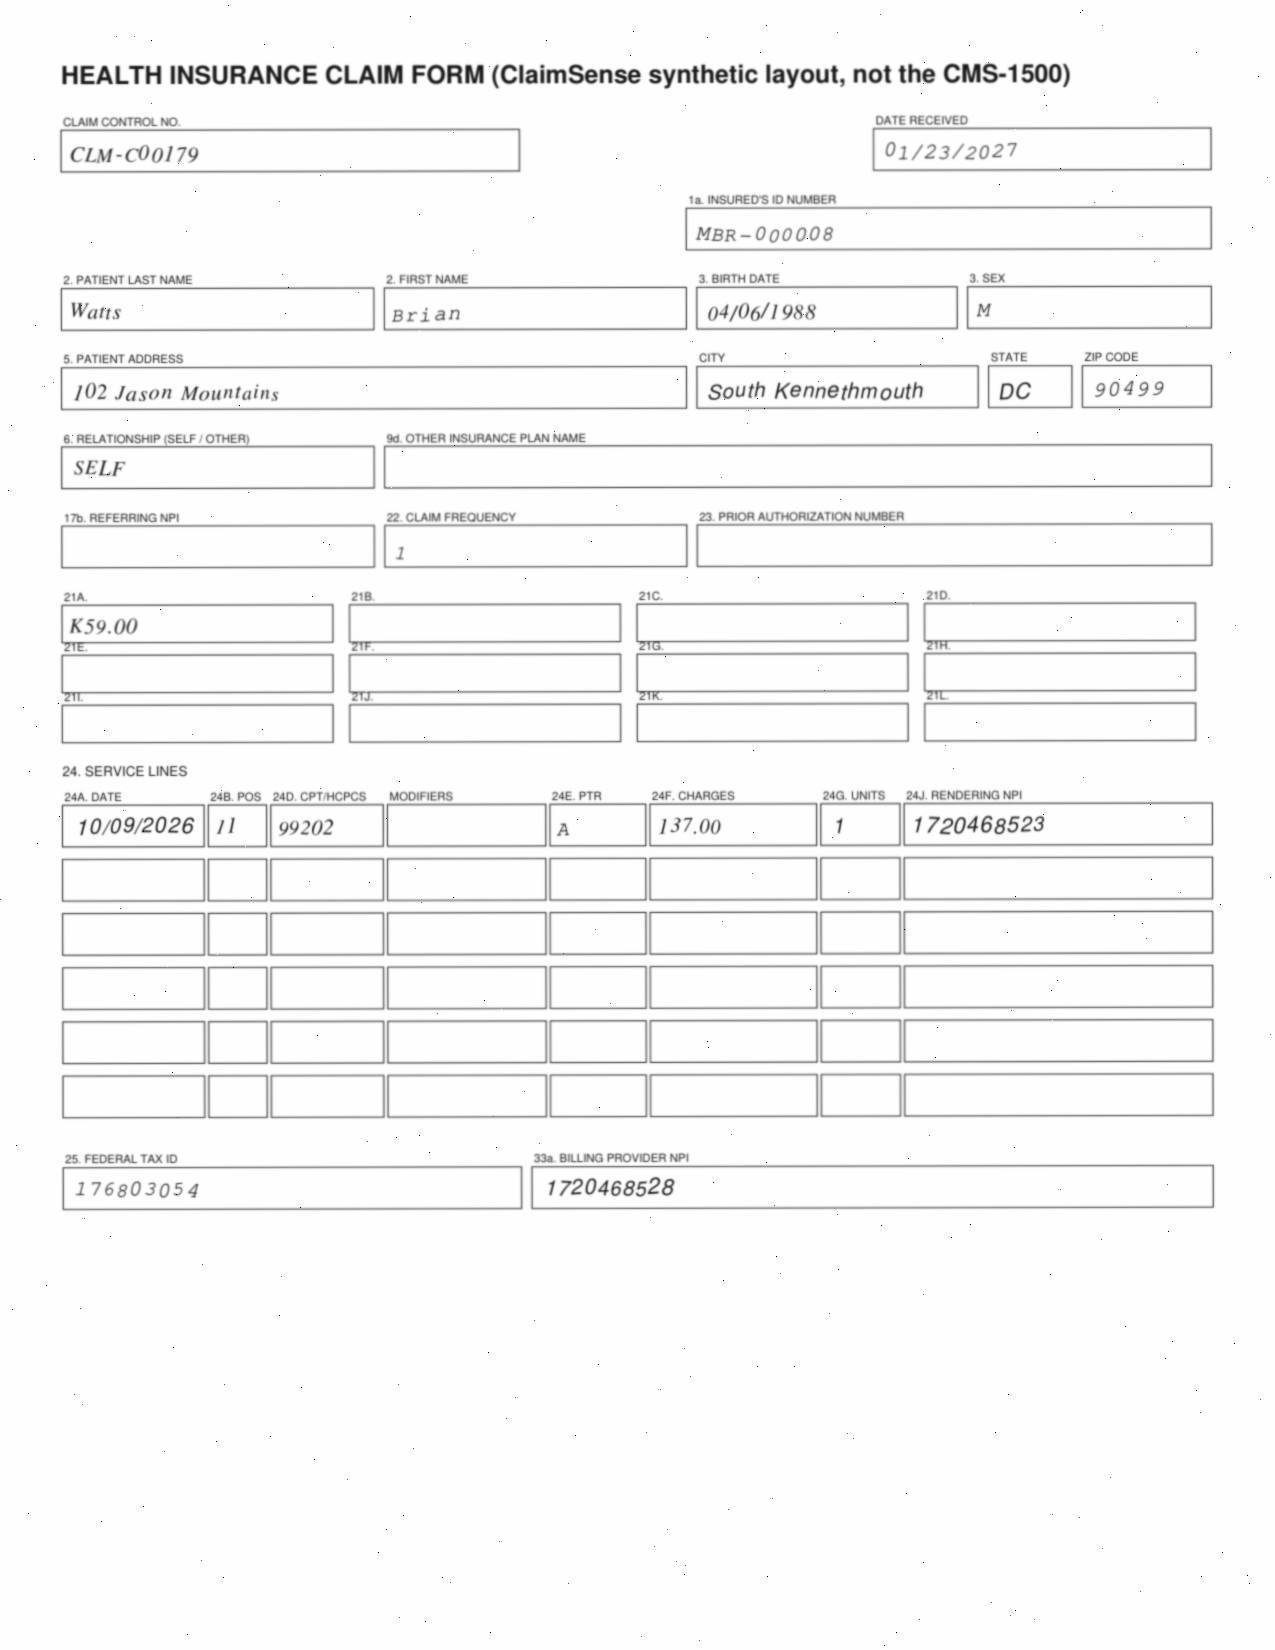 HEALTH INSURANCE CLAIM FORM (ClaimSense synthetic layout, not the CMS-1500)
CLAIM CONTROL NO. DATE RECEIVED
CLM-C00179 01/23/2027
1a. INSURED'S ID NUMBER
MBR-000008
2. PATIENT LAST NAME 2. FIRST NAME 3. BIRTH DATE 3. SEX
Watts Brian 04/06/1988 M
5. PATIENT ADDRESS CITY STATE ZIP CODE
102 Jason Mountains South Kennethmouth DC 90499
6. RELATIONSHIP (SELF / OTHER) 9d. OTHER INSURANCE PLAN NAME
SELF
17b. REFERRING NPI 22. CLAIM FREQUENCY 23. PRIOR AUTHORIZATION NUMBER
1
21A. 21B. 21C. 21D.
K59.00
21E. 21F. 21G. 21H.
21I. 21J. 21K. 21L.
24. SERVICE LINES
24A. DATE 24B. POS 24D. CPT/HCPCS MODIFIERS 24E. PTR 24F. CHARGES 24G. UNITS 24J. RENDERING NPI
10/09/2026 11 99202 A 137.00 1 1720468523
25. FEDERAL TAX ID 33a. BILLING PROVIDER NPI
176803054 1720468528